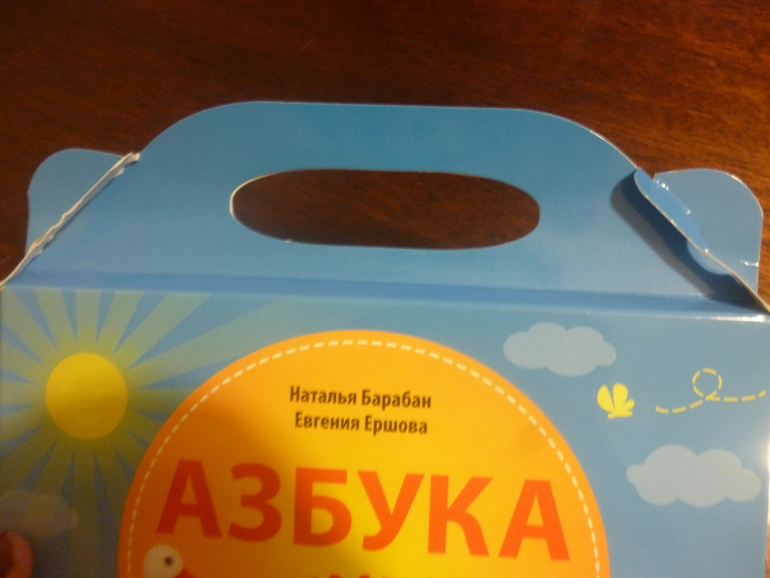 Наталья Барабан
Евгения Ершова
АЗБУКА